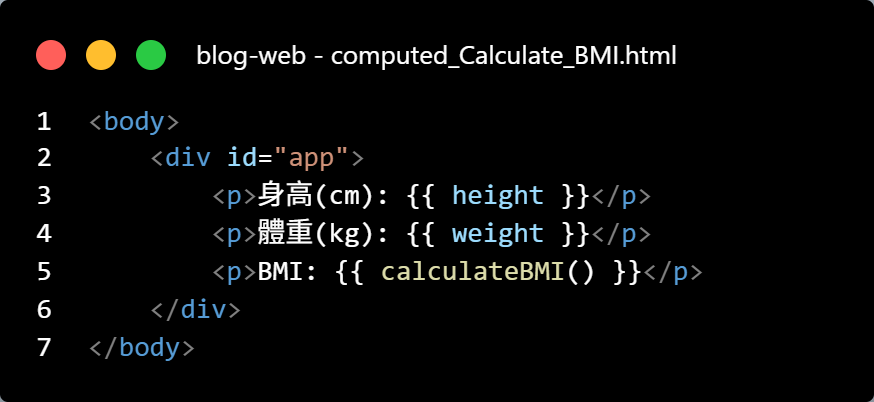 blog-web - computed_Calculate_BMI.html
1 <body>
2     <div id="app">
3         <p>身高(cm): {{ height }}</p>
4         <p>體重(kg): {{ weight }}</p>
5         <p>BMI: {{ calculateBMI() }}</p>
6     </div>
7 </body>